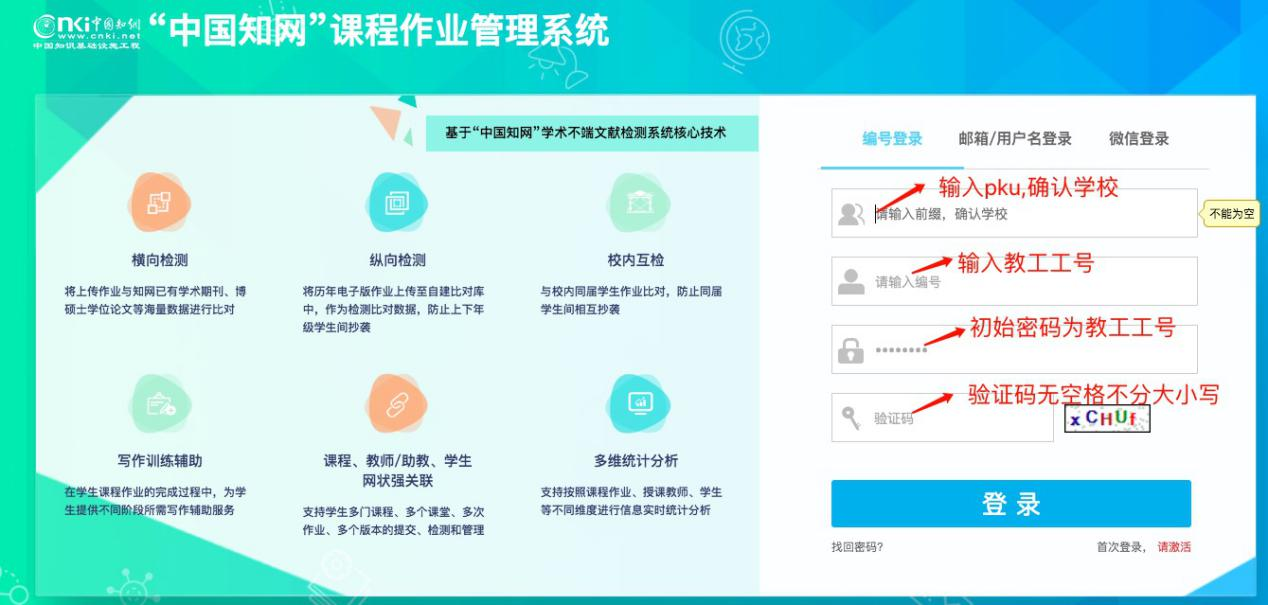 cnki中国知网
www.cnki.net
中国知识基础设施工程
“中国知网”课程作业管理系统
基于“中国知网”学术不端文献检测系统核心技术
横向检测
将上传作业与知网已有学术期刊、博
硕士学位论文等海量数据进行比对
纵向检测
将历年电子版作业上传至自建比对库
中，作为检测比对数据，防止上下年
级学生间抄袭
校内互检
与校内同届学生作业比对，防止同届
学生间相互抄袭
写作训练辅助
在学生课程作业的完成过程中，为学
生提供不同阶段所需写作辅助服务
课程、教师/助教、学生
网状强关联
支持学生多门课程、多个课堂、多次
作业、多个版本的提交、检测和管理
多维统计分析
支持按照课程作业、授课教师、学生
等不同维度进行信息实时统计分析
编号登录 邮箱/用户名登录 微信登录
输入pku,确认学校
请输入前缀，确认学校
不能为空
输入教工工号
请输入编号
初始密码为教工工号
验证码无空格不分大小写
验证码
xCHUf
登 录
找回密码? 首次登录， 请激活